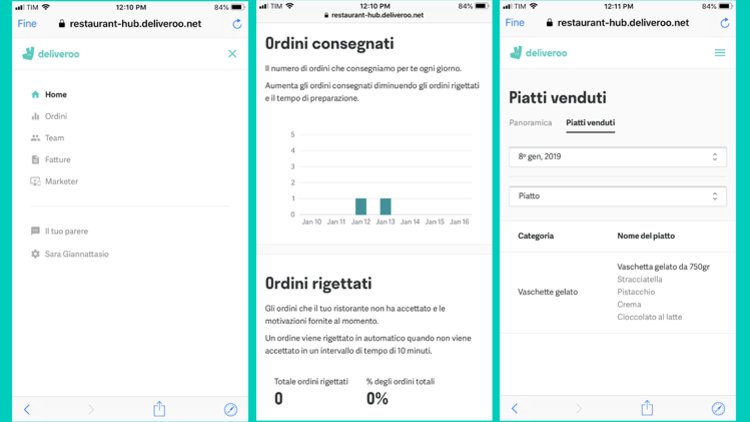 TIM 12:10 PM 84%
Fine restaurant-hub.deliveroo.net
deliveroo
Home
Ordini
Team
Fatture
Marketer
Il tuo parere
Sara Giannattasio
TIM 12:10 PM 84%
restaurant-hub.deliveroo.net
Ordini consegnati
Il numero di ordini che consegniamo per te ogni giorno.
Aumenta gli ordini consegnati diminuendo gli ordini rigettati
e il tempo di preparazione.
5
4
3
2
1
0
Jan 10 Jan 11 Jan 12 Jan 13 Jan 14 Jan 15 Jan 16
Ordini rigettati
Gli ordini che il tuo ristorante non ha accettato e le
motivazioni fornite al momento.
Un ordine viene rigettato in automatico quando non viene
accettato in un intervallo di tempo di 10 minuti.
Totale ordini rigettati % degli ordini totali
0 0%
TIM 12:11 PM 84%
Fine restaurant-hub.deliveroo.net
deliveroo
Piatti venduti
Panoramica Piatti venduti
8º gen, 2019
Piatto
Categoria Nome del piatto
Vaschette gelato
Vaschetta gelato da 750gr
Stracciatella
Pistacchio
Crema
Cioccolato al latte